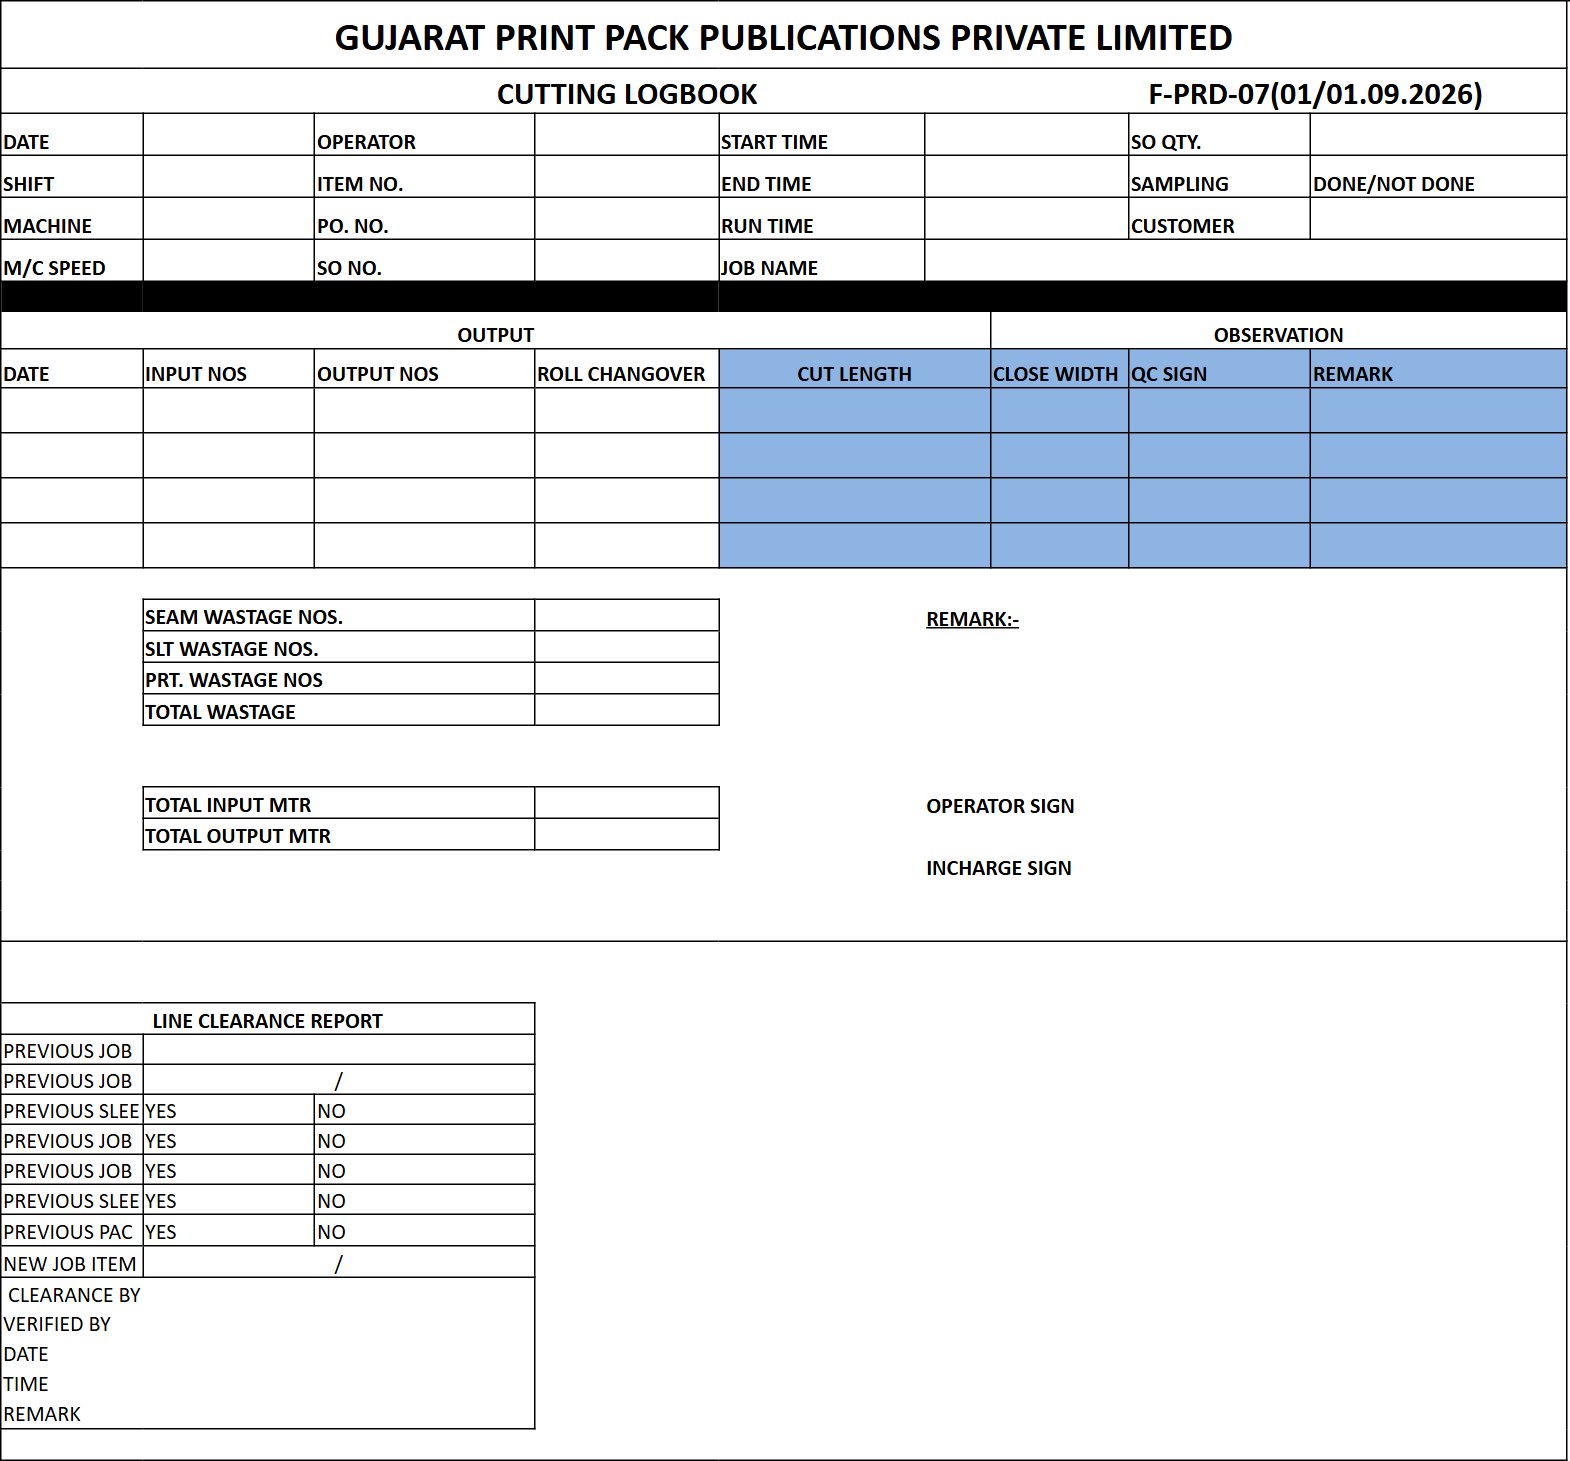 GUJARAT PRINT PACK PUBLICATIONS PRIVATE LIMITED
CUTTING LOGBOOK F-PRD-07(01/01.09.2026)
DATE OPERATOR START TIME SO QTY.
SHIFT ITEM NO. END TIME SAMPLING DONE/NOT DONE
MACHINE PO. NO. RUN TIME CUSTOMER
M/C SPEED SO NO. JOB NAME
OUTPUT OBSERVATION
DATE INPUT NOS OUTPUT NOS ROLL CHANGOVER CUT LENGTH CLOSE WIDTH QC SIGN REMARK
SEAM WASTAGE NOS. REMARK:-
SLT WASTAGE NOS.
PRT. WASTAGE NOS
TOTAL WASTAGE
TOTAL INPUT MTR OPERATOR SIGN
TOTAL OUTPUT MTR
INCHARGE SIGN
LINE CLEARANCE REPORT
PREVIOUS JOB
PREVIOUS JOB /
PREVIOUS SLEE YES NO
PREVIOUS JOB YES NO
PREVIOUS JOB YES NO
PREVIOUS SLEE YES NO
PREVIOUS PAC YES NO
NEW JOB ITEM /
CLEARANCE BY
VERIFIED BY
DATE
TIME
REMARK